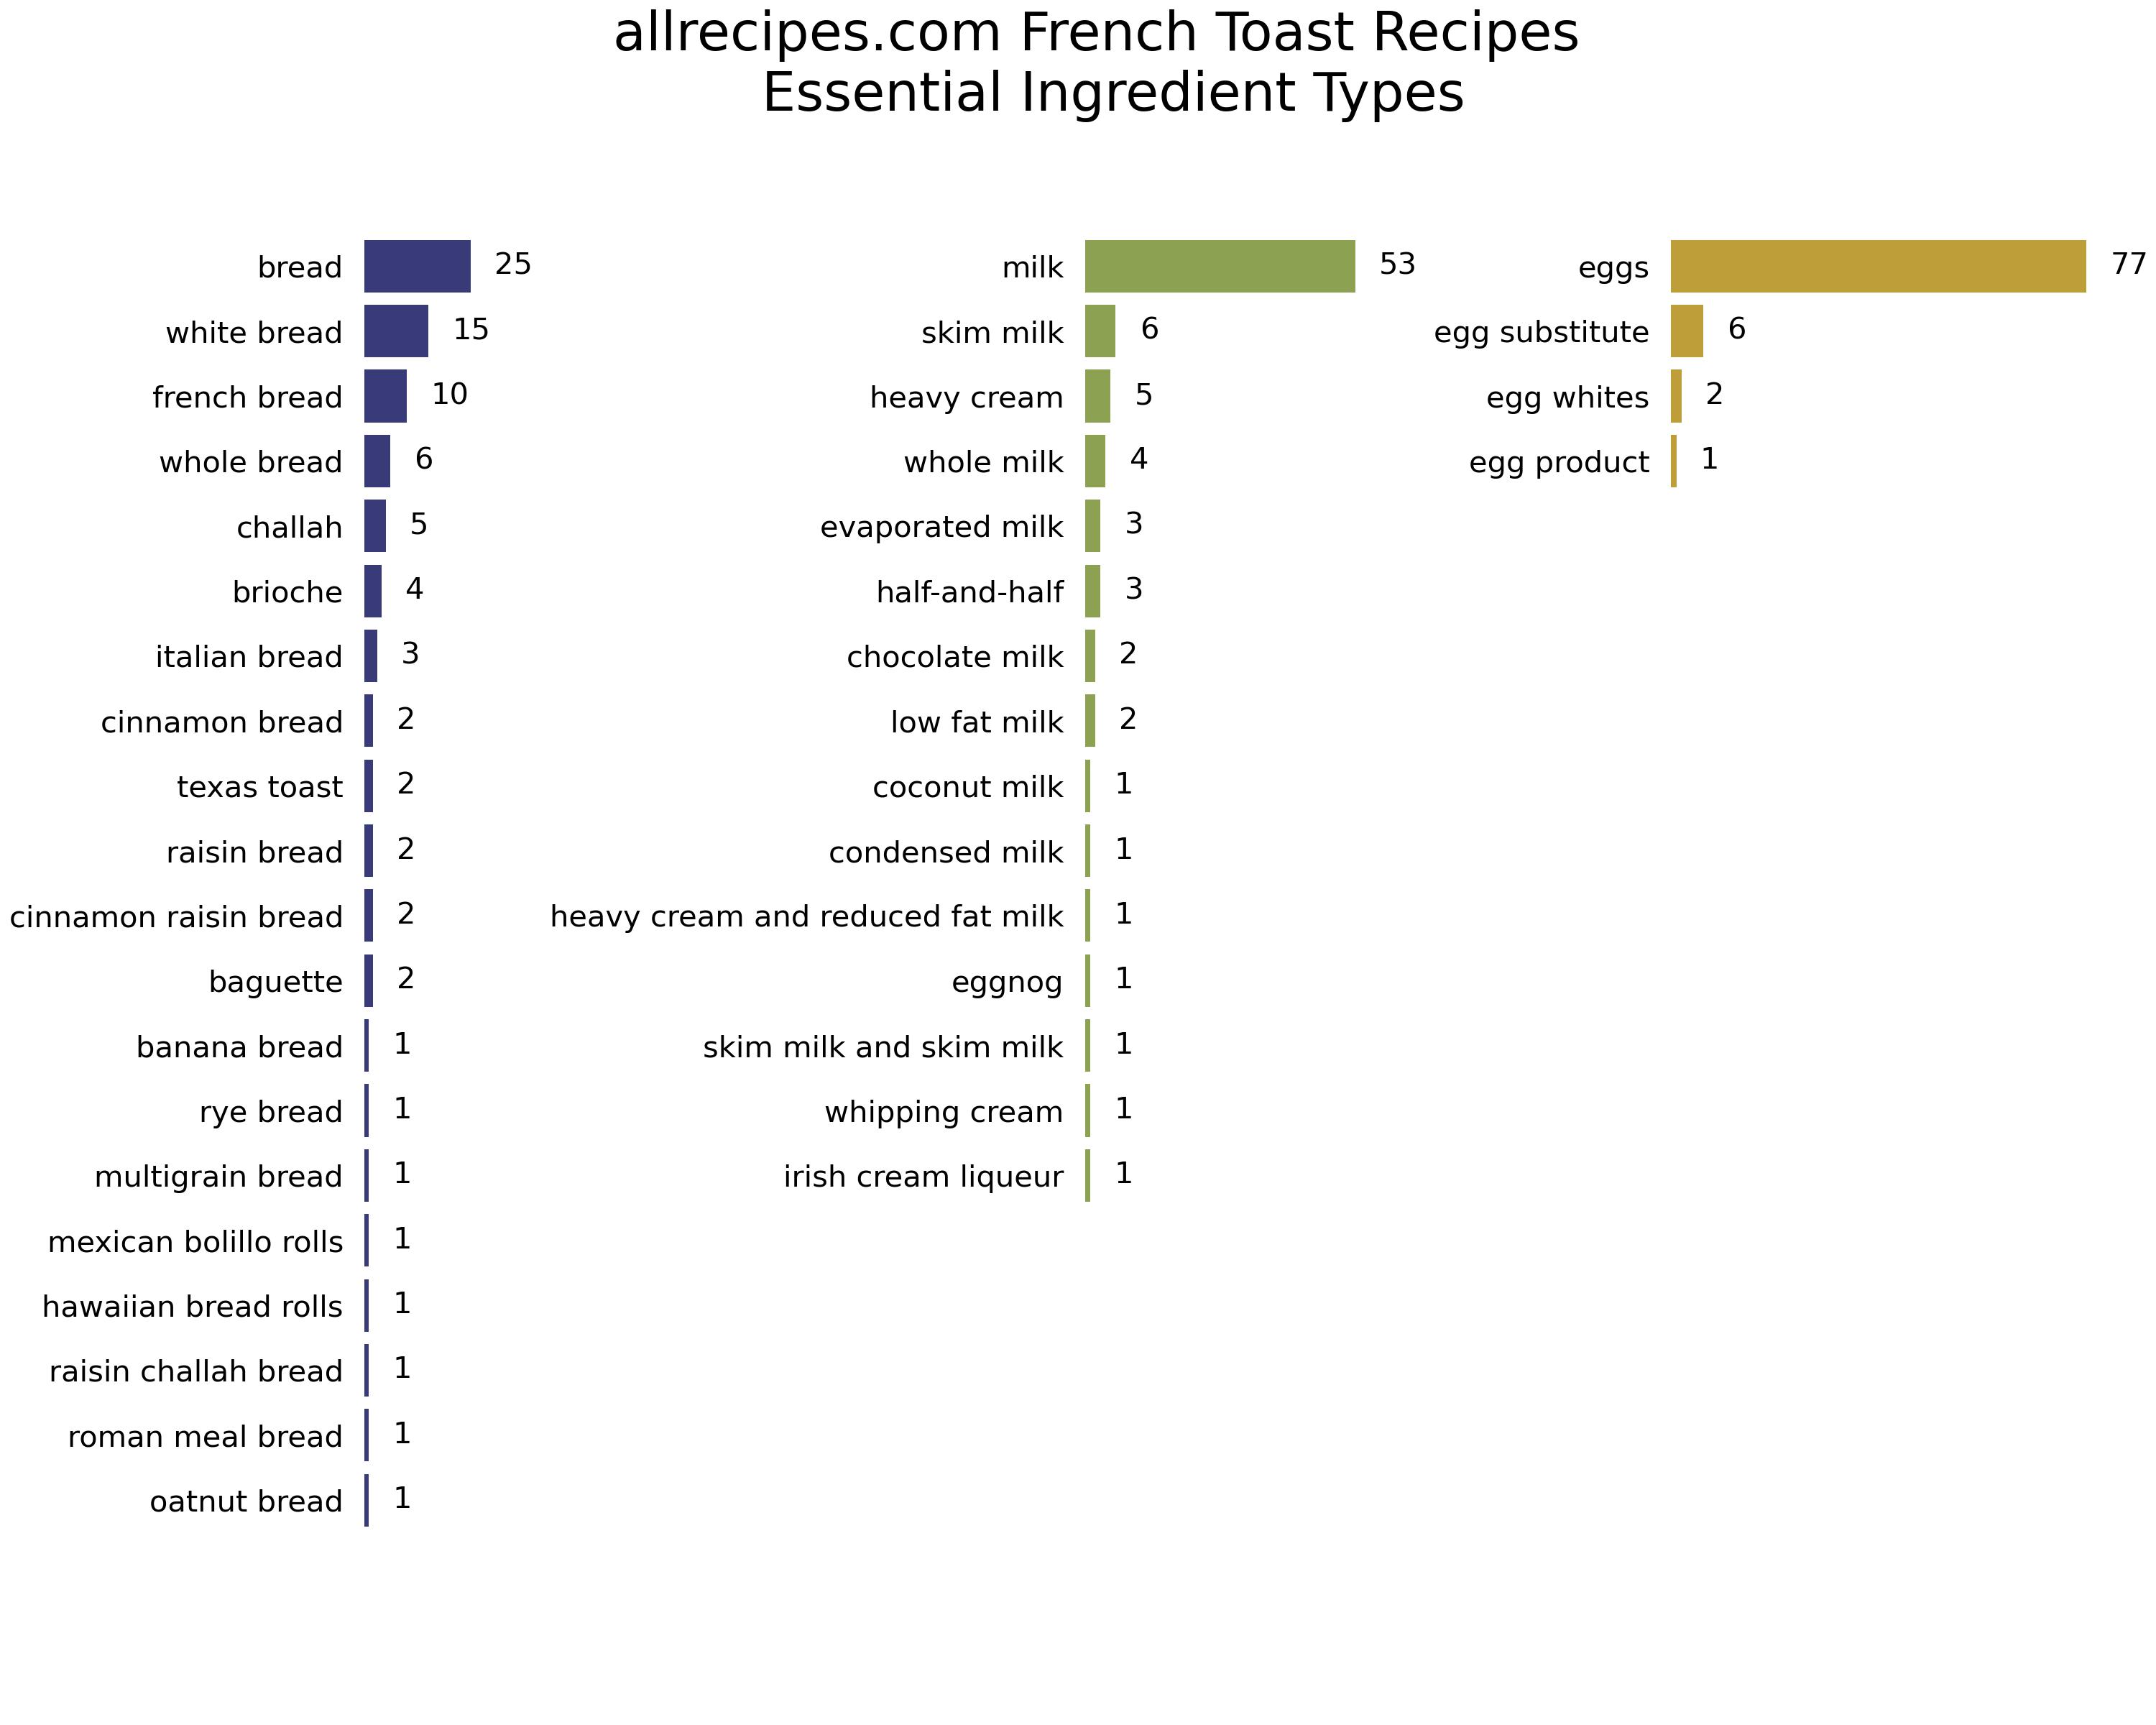 allrecipes.com French Toast Recipes
Essential Ingredient Types
bread 25
white bread 15
french bread 10
whole bread 6
challah 5
brioche 4
italian bread 3
cinnamon bread 2
texas toast 2
raisin bread 2
cinnamon raisin bread 2
baguette 2
banana bread 1
rye bread 1
multigrain bread 1
mexican bolillo rolls 1
hawaiian bread rolls 1
raisin challah bread 1
roman meal bread 1
oatnut bread 1
milk 53
skim milk 6
heavy cream 5
whole milk 4
evaporated milk 3
half-and-half 3
chocolate milk 2
low fat milk 2
coconut milk 1
condensed milk 1
heavy cream and reduced fat milk 1
eggnog 1
skim milk and skim milk 1
whipping cream 1
irish cream liqueur 1
eggs 77
egg substitute 6
egg whites 2
egg product 1